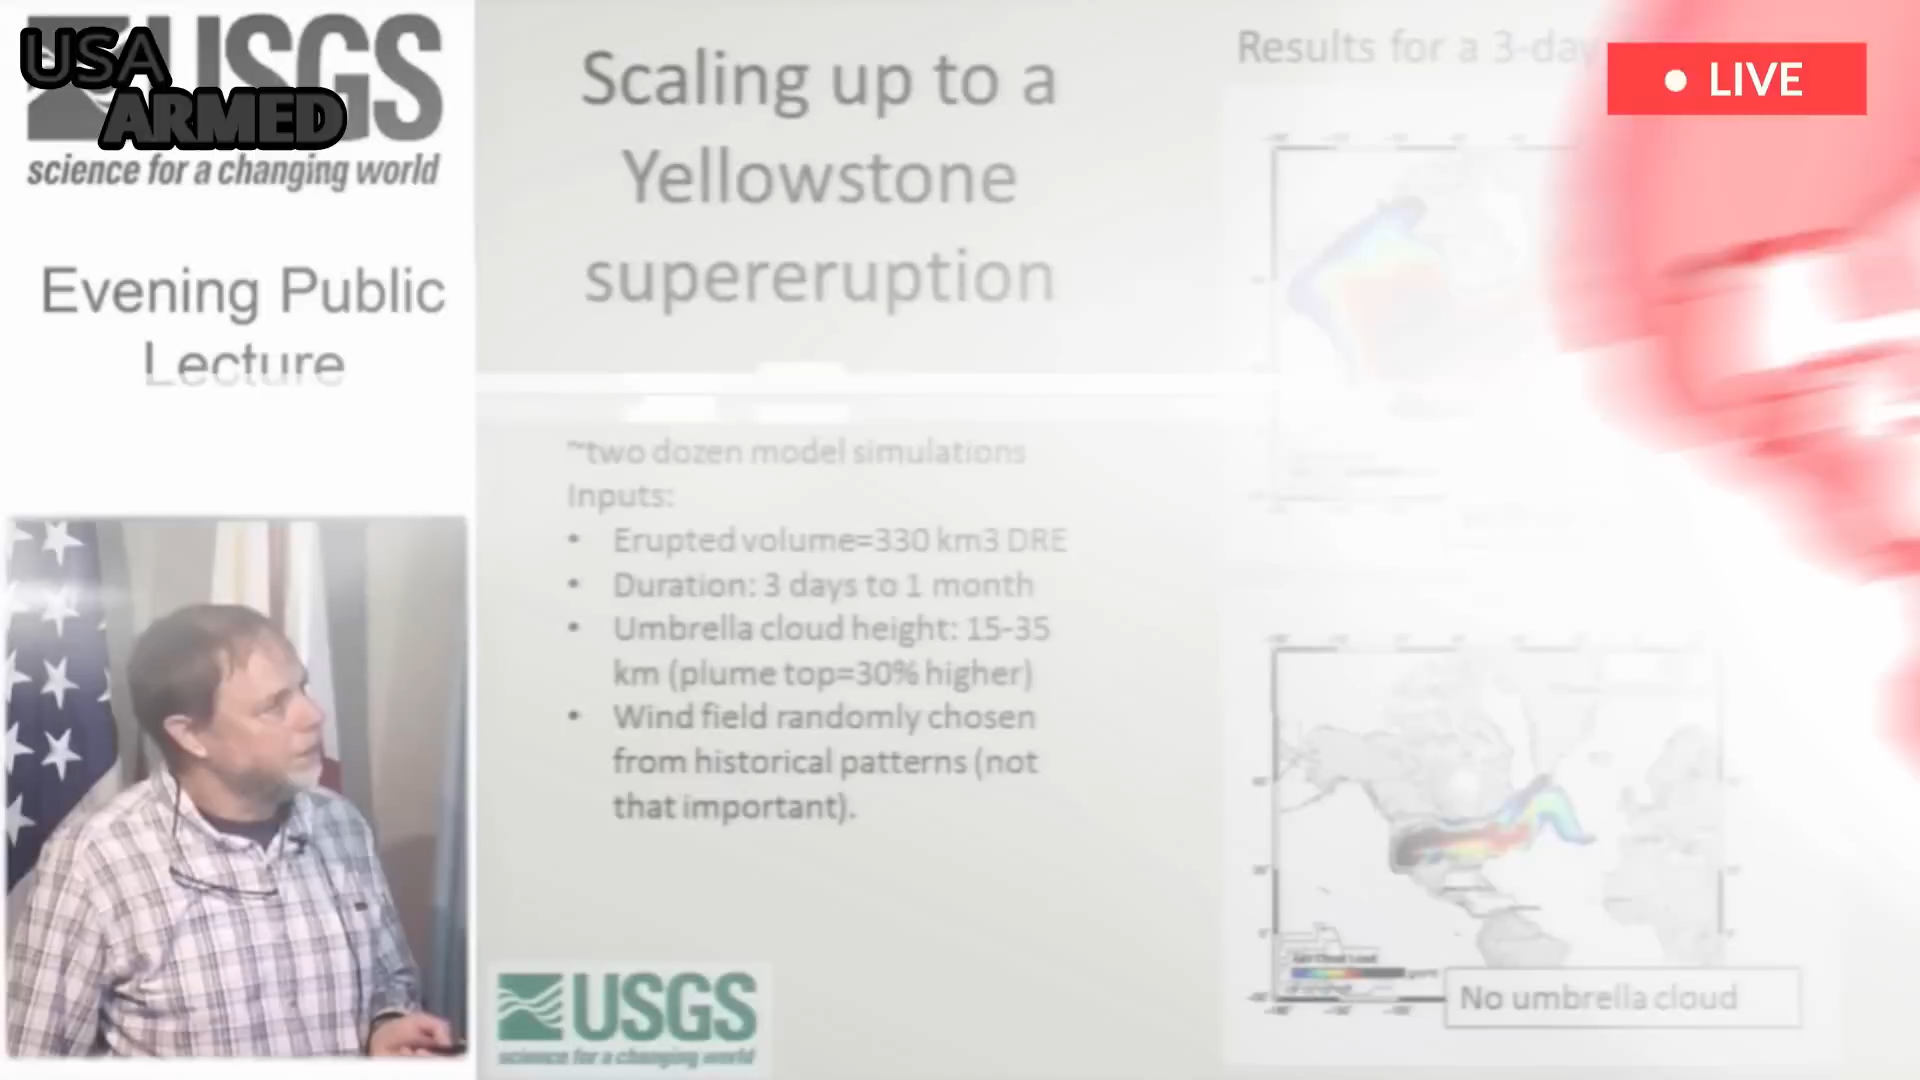 USA
ARMED
USGS
science for a changing world
Evening Public
Lecture
Scaling up to a
Yellowstone
supereruption
~two dozen model simulations
Inputs:
• Erupted volume=330 km3 DRE
• Duration: 3 days to 1 month
• Umbrella cloud height: 15-35
km (plume top=30% higher)
• Wind field randomly chosen
from historical patterns (not
that important).
USGS
science for a changing world
Results for a 3-day
LIVE
No umbrella cloud